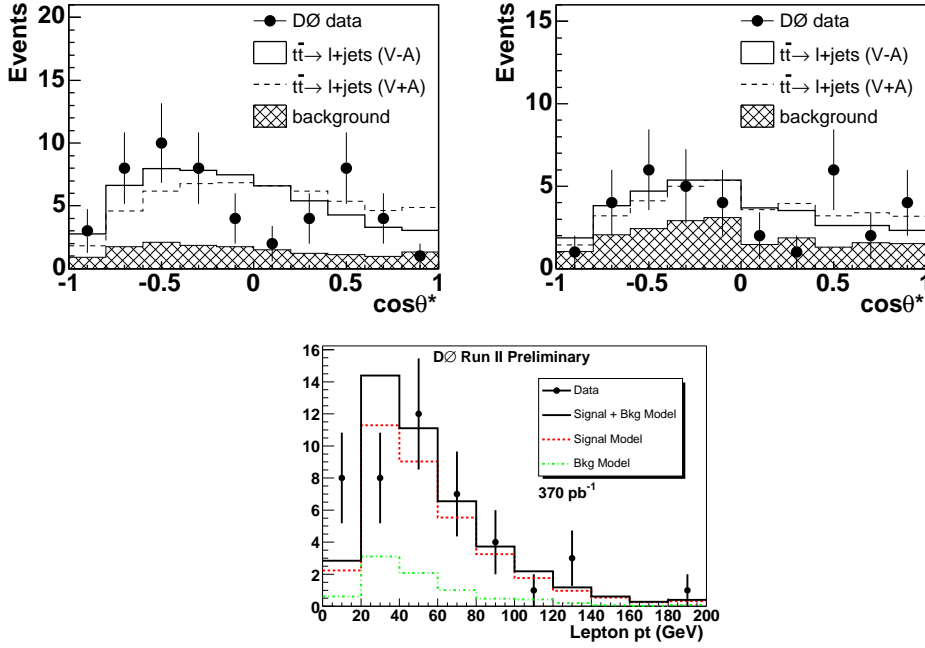 Events
20
15
10
5
0
-1
-0.5
0
0.5
1
cosθ*
DØ data
tt̄→ l+jets (V-A)
tt̄→ l+jets (V+A)
background
Events
15
10
5
0
-1
-0.5
0
0.5
1
cosθ*
DØ data
tt̄→ l+jets (V-A)
tt̄→ l+jets (V+A)
background
16
14
12
10
8
6
4
2
0
0
20
40
60
80
100
120
140
160
180
200
Lepton pt (GeV)
DØ Run II Preliminary
Data
Signal + Bkg Model
Signal Model
Bkg Model
370 pb⁻¹